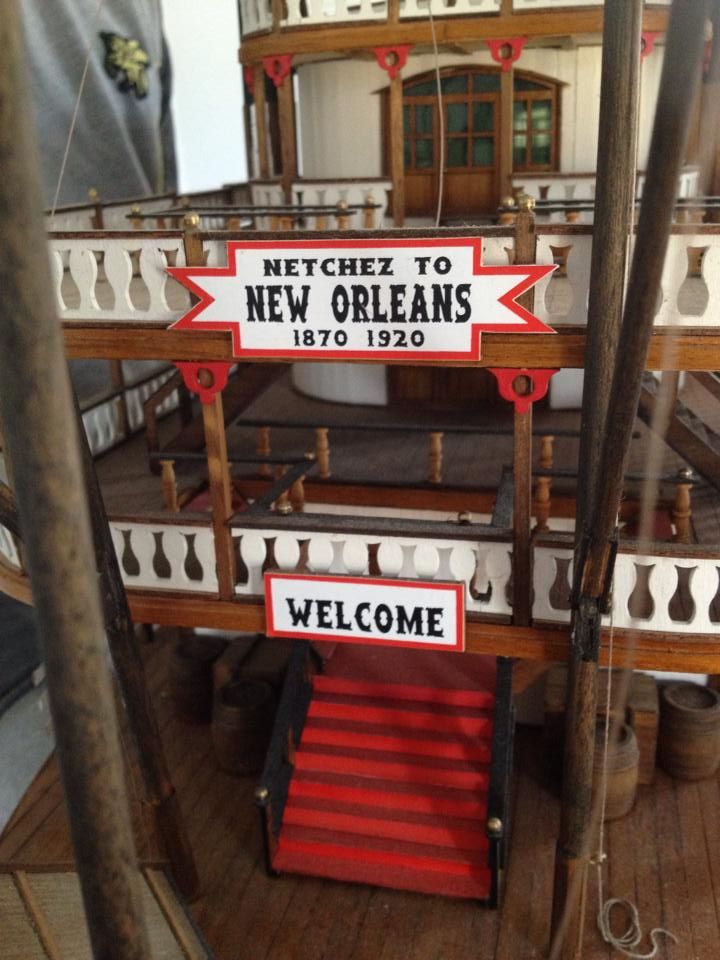 NETCHEZ TO
NEW ORLEANS
1870 1920
WELCOME